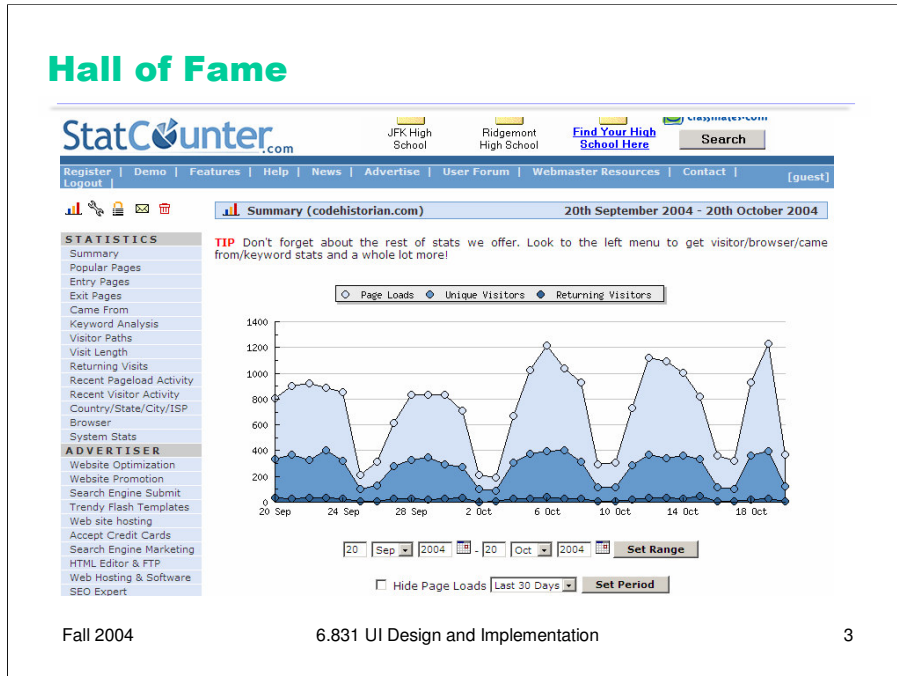 Hall of Fame
StatCounter.com
JFK High School
Ridgemont High School
Find Your High School Here
classmates.com
Search
Register | Demo | Features | Help | News | Advertise | User Forum | Webmaster Resources | Contact |
Logout |
[guest]
Summary (codehistorian.com)
20th September 2004 - 20th October 2004
STATISTICS
Summary
Popular Pages
Entry Pages
Exit Pages
Came From
Keyword Analysis
Visitor Paths
Visit Length
Returning Visits
Recent Pageload Activity
Recent Visitor Activity
Country/State/City/ISP
Browser
System Stats
ADVERTISER
Website Optimization
Website Promotion
Search Engine Submit
Trendy Flash Templates
Web site hosting
Accept Credit Cards
Search Engine Marketing
HTML Editor & FTP
Web Hosting & Software
SEO Expert
TIP Don't forget about the rest of stats we offer. Look to the left menu to get visitor/browser/came
from/keyword stats and a whole lot more!
Page Loads Unique Visitors Returning Visitors
1400
1200
1000
800
600
400
200
0
20 Sep 24 Sep 28 Sep 2 Oct 6 Oct 10 Oct 14 Oct 18 Oct
20 Sep 2004 - 20 Oct 2004 Set Range
Hide Page Loads Last 30 Days Set Period
Fall 2004
6.831 UI Design and Implementation
3